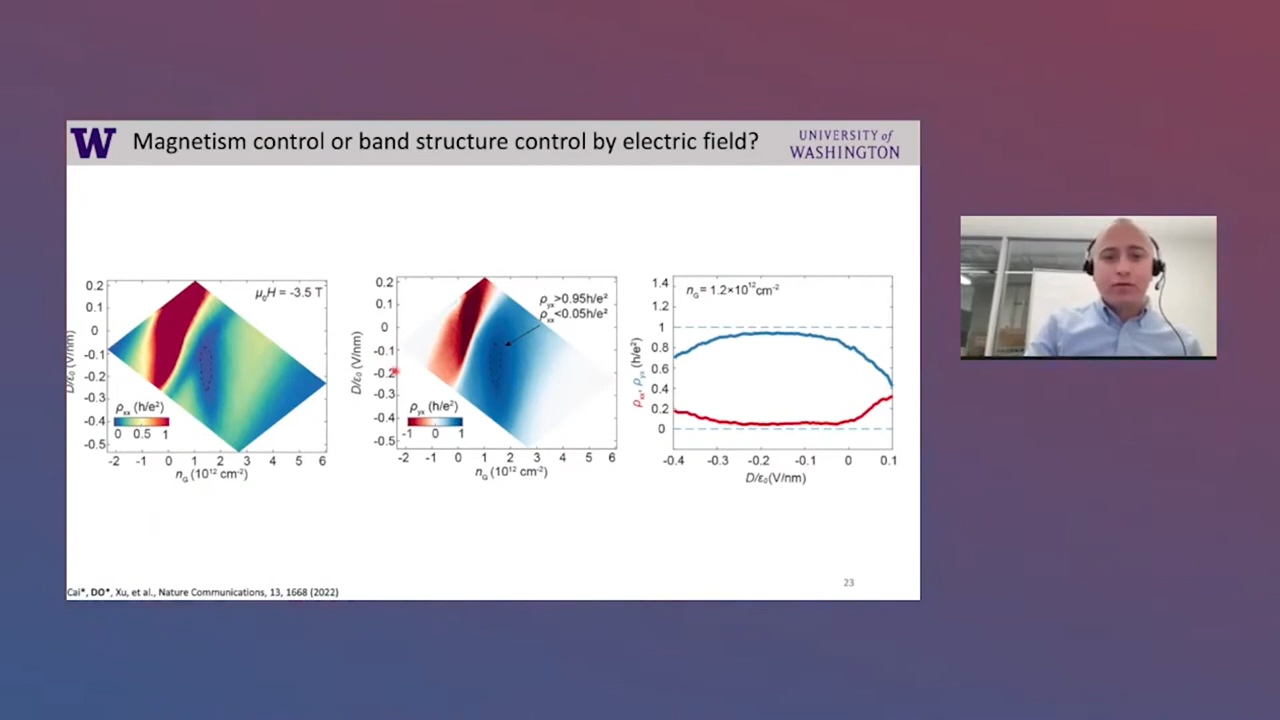 W Magnetism control or band structure control by electric field?
UNIVERSITY of
WASHINGTON
D/ε₀ (V/nm)
0.2
0.1
0
-0.1
-0.2
-0.3
-0.4
-0.5
μ₀H = -3.5 T
ρxx (h/e²)
0 0.5 1
-2 -1 0 1 2 3 4 5 6
nG (10¹² cm⁻²)
D/ε₀ (V/nm)
0.2
0.1
0
-0.1
-0.2
-0.3
-0.4
-0.5
ρyx>0.95h/e²
ρxx<0.05h/e²
ρyx (h/e²)
-1 0 1
-2 -1 0 1 2 3 4 5 6
nG (10¹² cm⁻²)
ρxx, ρyx (h/e²)
1.4
1.2
1
0.8
0.6
0.4
0.2
0
nG= 1.2×10¹²cm⁻²
-0.4 -0.3 -0.2 -0.1 0 0.1
D/ε₀(V/nm)
Cai*, DO*, Xu, et al., Nature Communications, 13, 1668 (2022)
23